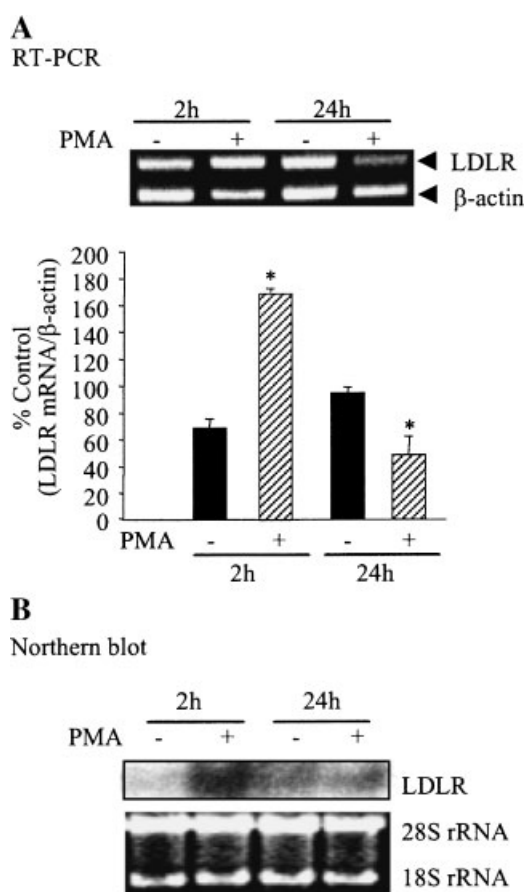 A
RT-PCR
2h 24h
PMA - + - +
LDLR
β-actin
% Control
(LDLR mRNA/β-actin)
200
180
160
140
120
100
80
60
40
20
0
*
*
PMA - + - +
2h 24h
B
Northern blot
2h 24h
PMA - + - +
LDLR
28S rRNA
18S rRNA